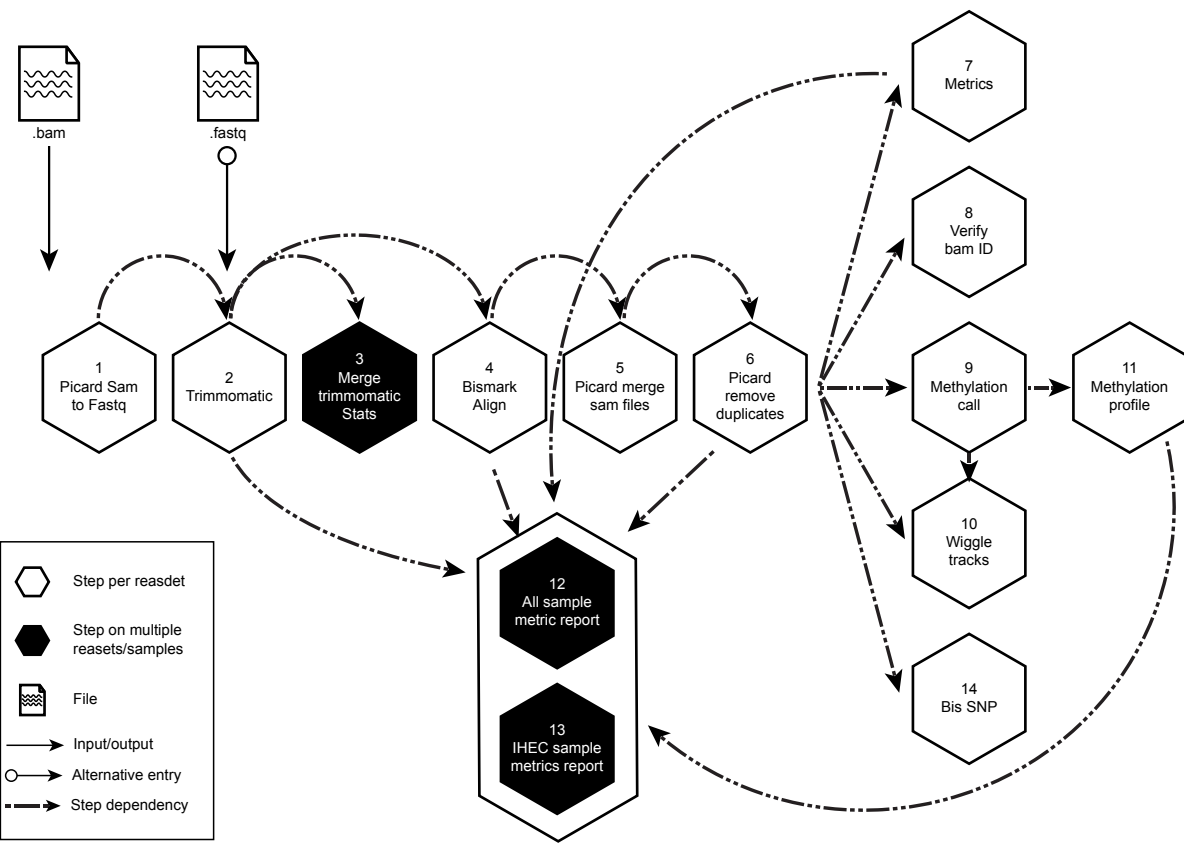 .bam
.fastq
7
Metrics
8
Verify
bam ID
1
Picard Sam
to Fastq
2
Trimmomatic
3
Merge
trimmomatic
Stats
4
Bismark
Align
5
Picard merge
sam files
6
Picard
remove
duplicates
9
Methylation
call
11
Methylation
profile
10
Wiggle
tracks
12
All sample
metric report
13
IHEC sample
metrics report
14
Bis SNP
Step per reasdet
Step on multiple
reasets/samples
File
Input/output
Alternative entry
Step dependency